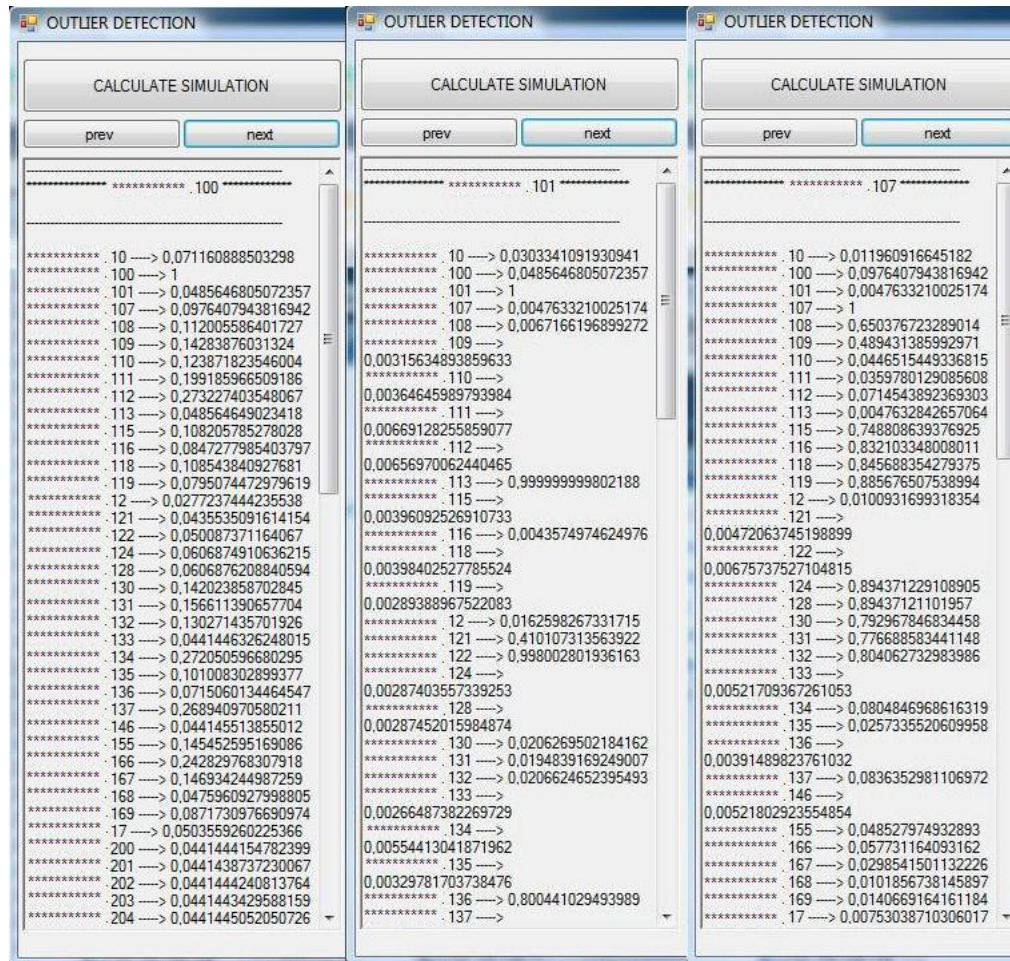 OUTLIER DETECTION
CALCULATE SIMULATION
prev next
*********** .100 **************
*********** . 10 ----> 0,071160888503298
*********** . 100 ----> 1
*********** . 101 ----> 0,0485646805072357
*********** . 107 ----> 0,0976407943816942
*********** . 108 ----> 0,112005586401727
*********** . 109 ----> 0,14283876031324
*********** . 110 ----> 0,123871823546004
*********** . 111 ----> 0,199185966509186
*********** . 112 ----> 0,273227403548067
*********** . 113 ----> 0,048564649023418
*********** . 115 ----> 0,108205785278028
*********** . 116 ----> 0,0847277985403797
*********** . 118 ----> 0,108543840927681
*********** . 119 ----> 0,0795074472979619
*********** . 12 ----> 0,0277237444235538
*********** . 121 ----> 0,0435535091614154
*********** . 122 ----> 0,050087371164067
*********** . 124 ----> 0,0606874910636215
*********** . 128 ----> 0,0606876208840594
*********** . 130 ----> 0,142023858702845
*********** . 131 ----> 0,156611390657704
*********** . 132 ----> 0,130271435701926
*********** . 133 ----> 0,0441446326248015
*********** . 134 ----> 0,272050596680295
*********** . 135 ----> 0,101008302899377
*********** . 136 ----> 0,0715060134464547
*********** . 137 ----> 0,268940970580211
*********** . 146 ----> 0,044145513855012
*********** . 155 ----> 0,145452595169086
*********** . 166 ----> 0,242829768307918
*********** . 167 ----> 0,146934244987259
*********** . 168 ----> 0,0475960927998805
*********** . 169 ----> 0,0871730976690974
*********** . 17 ----> 0,0503559260225366
*********** . 200 ----> 0,0441444154782399
*********** . 201 ----> 0,0441438737230067
*********** . 202 ----> 0,0441444240813764
*********** . 203 ----> 0,0441443429588159
*********** . 204 ----> 0,0441445052050726
OUTLIER DETECTION
CALCULATE SIMULATION
prev next
*********** . 101 **************
*********** . 10 ----> 0,0303341091930941
*********** . 100 ----> 0,0485646805072357
*********** . 101 ----> 1
*********** . 107 ----> 0,0047633210025174
*********** . 108 ----> 0,0067166196899272
*********** . 109 ---->
0,00315634893859633
*********** . 110 ---->
0,00364645989793984
*********** . 111 ---->
0,00669128255859077
*********** . 112 ---->
0,00656970062440465
*********** . 113 ----> 0,999999999802188
*********** . 115 ---->
0,00396092526910733
*********** . 116 ----> 0,0043574974624976
*********** . 118 ---->
0,00398402527785524
*********** . 119 ---->
0,00289388967522083
*********** . 12 ----> 0,0162598267331715
*********** . 121 ----> 0,410107313563922
*********** . 122 ----> 0,998002801936163
*********** . 124 ---->
0,00287403557339253
*********** . 128 ---->
0,00287452015984874
*********** . 130 ----> 0,0206269502184162
*********** . 131 ----> 0,0194839169249007
*********** . 132 ----> 0,0206624652395493
*********** . 133 ---->
0,00266487382269729
*********** . 134 ---->
0,00554413041871962
*********** . 135 ---->
0,00329781703738476
*********** . 136 ----> 0,800441029493989
*********** . 137 ---->
OUTLIER DETECTION
CALCULATE SIMULATION
prev next
*********** . 107 **************
*********** . 10 ----> 0,011960916645182
*********** . 100 ----> 0,0976407943816942
*********** . 101 ----> 0,0047633210025174
*********** . 107 ----> 1
*********** . 108 ----> 0,650376723289014
*********** . 109 ----> 0,489431385992971
*********** . 110 ----> 0,0446515449336815
*********** . 111 ----> 0,0359780129085608
*********** . 112 ----> 0,0714543892369303
*********** . 113 ----> 0,0047632842657064
*********** . 115 ----> 0,748808639376925
*********** . 116 ----> 0,832103348008011
*********** . 118 ----> 0,845688354279375
*********** . 119 ----> 0,885676507538994
*********** . 12 ----> 0,0100931699318354
*********** . 121 ---->
0,00472063745198899
*********** . 122 ---->
0,00675737527104815
*********** . 124 ----> 0,894371229108905
*********** . 128 ----> 0,89437121101957
*********** . 130 ----> 0,792967846834458
*********** . 131 ----> 0,776688583441148
*********** . 132 ----> 0,804062732983986
*********** . 133 ---->
0,00521709367261053
*********** . 134 ----> 0,0804846968616319
*********** . 135 ----> 0,0257335520609958
*********** . 136 ---->
0,00391489823761032
*********** . 137 ----> 0,0836352981106972
*********** . 146 ---->
0,00521802923554854
*********** . 155 ----> 0,048527974932893
*********** . 166 ----> 0,057731164093162
*********** . 167 ----> 0,0298541501132226
*********** . 168 ----> 0,0101856738145897
*********** . 169 ----> 0,0140669164161184
*********** . 17 ----> 0,00753038710306017